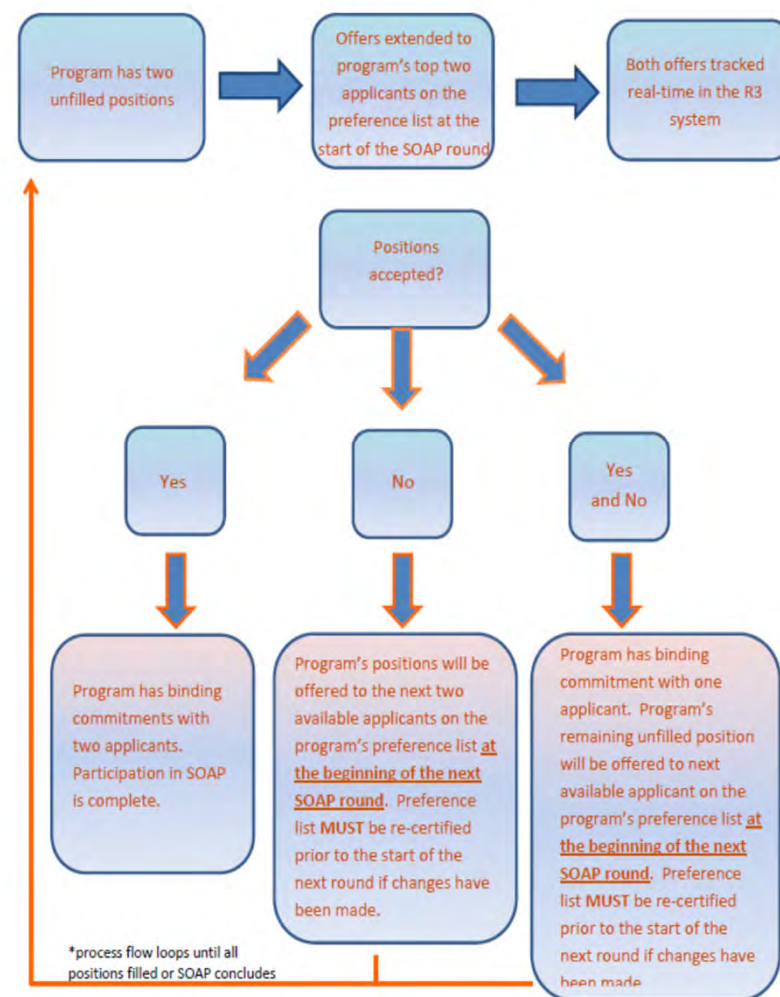 Program has two
unfilled positions
Offers extended to
program's top two
applicants on the
preference list at the
start of the SOAP round
Both offers tracked
real-time in the R3
system
Positions
accepted?
Yes
No
Yes
and No
Program has binding
commitments with
two applicants.
Participation in SOAP
is complete.
Program's positions will be
offered to the next two
available applicants on the
program's preference list at
the beginning of the next
SOAP round. Preference
list MUST be re-certified
prior to the start of the
next round if changes have
been made.
Program has binding
commitment with one
applicant. Program's
remaining unfilled position
will be offered to next
available applicant on the
program's preference list at
the beginning of the next
SOAP round. Preference
list MUST be re-certified
prior to the start of the
next round if changes have
been made
*process flow loops until all
positions filled or SOAP concludes